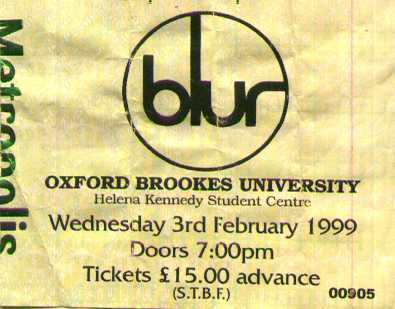 Metropolis
blur
OXFORD BROOKES UNIVERSITY
Helena Kennedy Student Centre
Wednesday 3rd February 1999
Doors 7:00pm
Tickets £15.00 advance
(S.T.B.F.)
00905